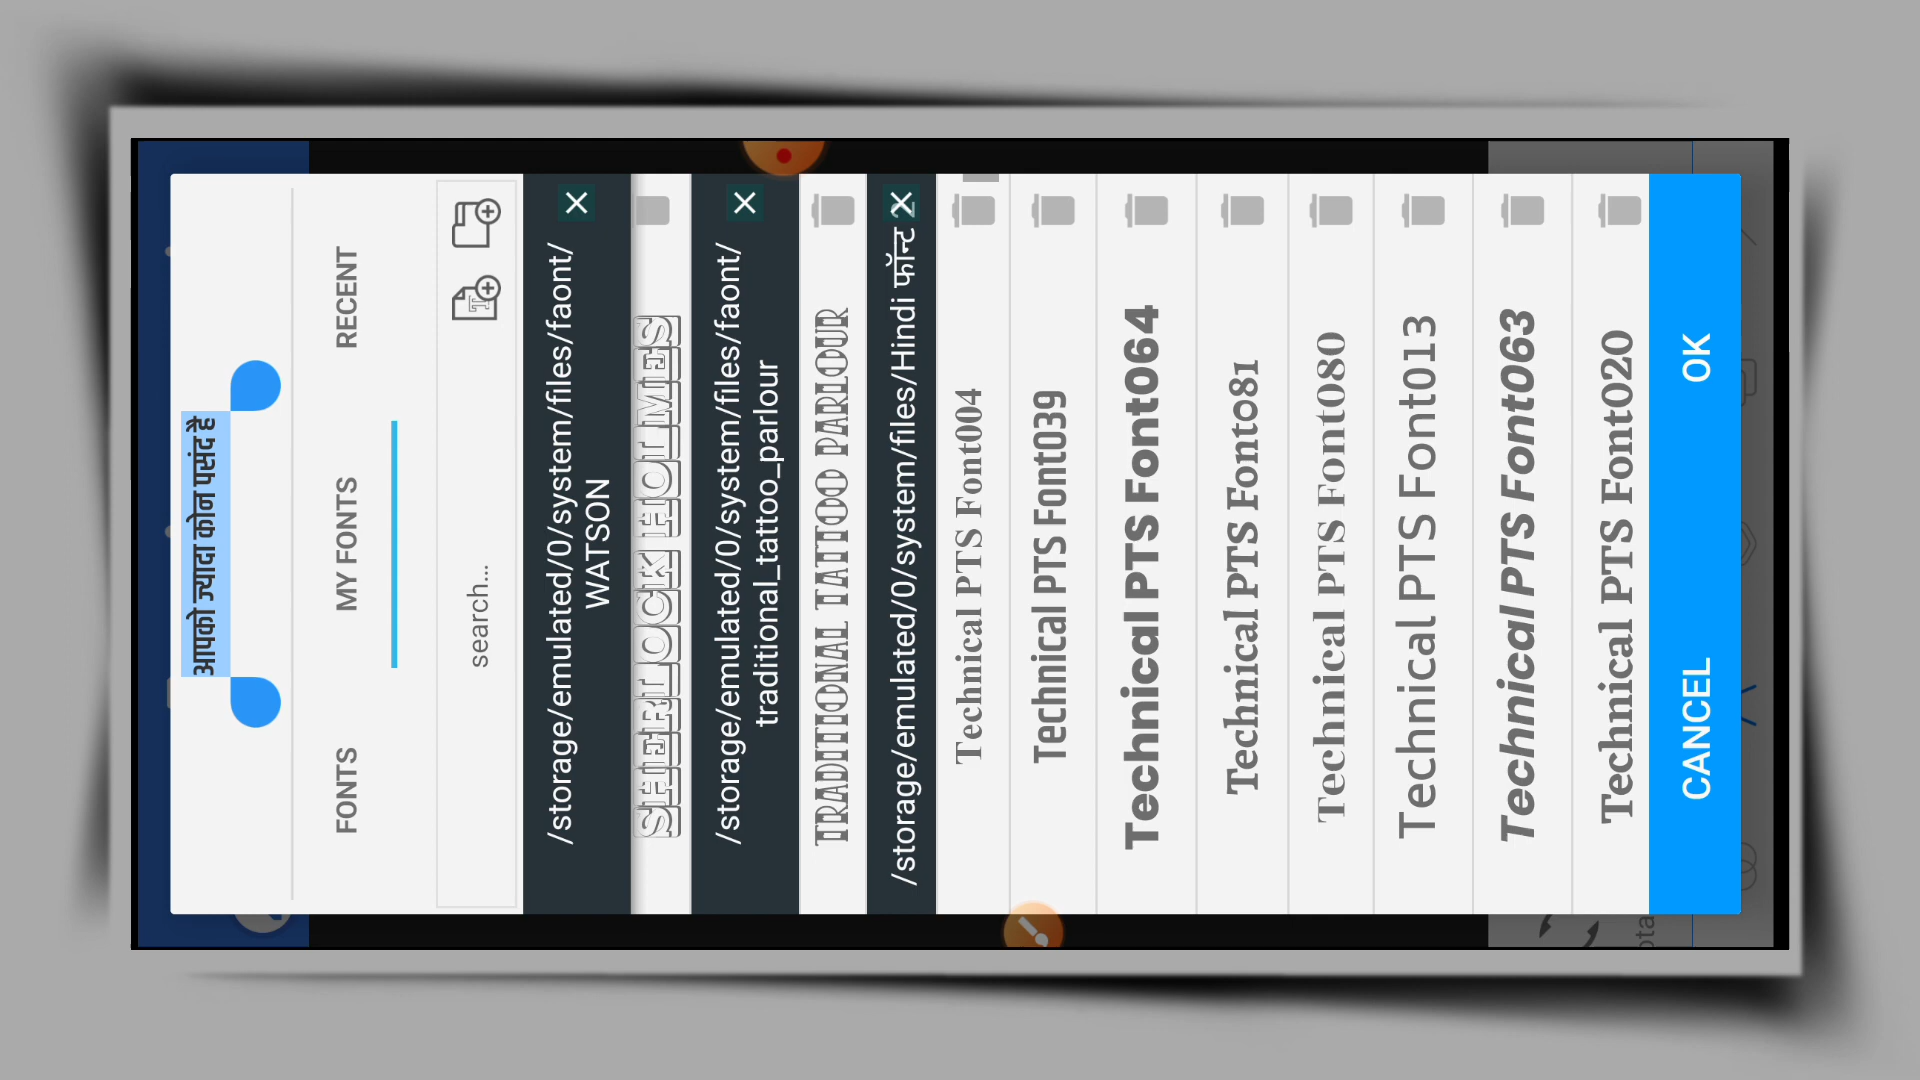 आपको ज्यादा कोन पसंद है
FONTS MY FONTS RECENT
search...
/storage/emulated/0/system/files/faont/
WATSON
SHERLOCK HOLMES
/storage/emulated/0/system/files/faont/
traditional_tattoo_parlour
TRADITIONAL TATTOO PARLOUR
/storage/emulated/0/system/files/Hindi फॉन्ट 2
Technical PTS Font004
Technical PTS Font039
Technical PTS Font064
Technical PTS Font081
Technical PTS Font080
Technical PTS Font013
Technical PTS Font063
Technical PTS Font020
CANCEL OK